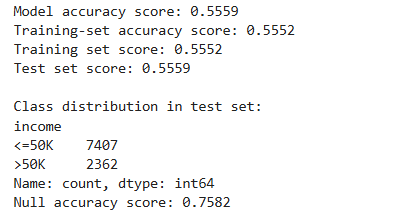 Model accuracy score: 0.5559
Training-set accuracy score: 0.5552
Training set score: 0.5552
Test set score: 0.5559
Class distribution in test set:
income
<=50K 7407
>50K 2362
Name: count, dtype: int64
Null accuracy score: 0.7582